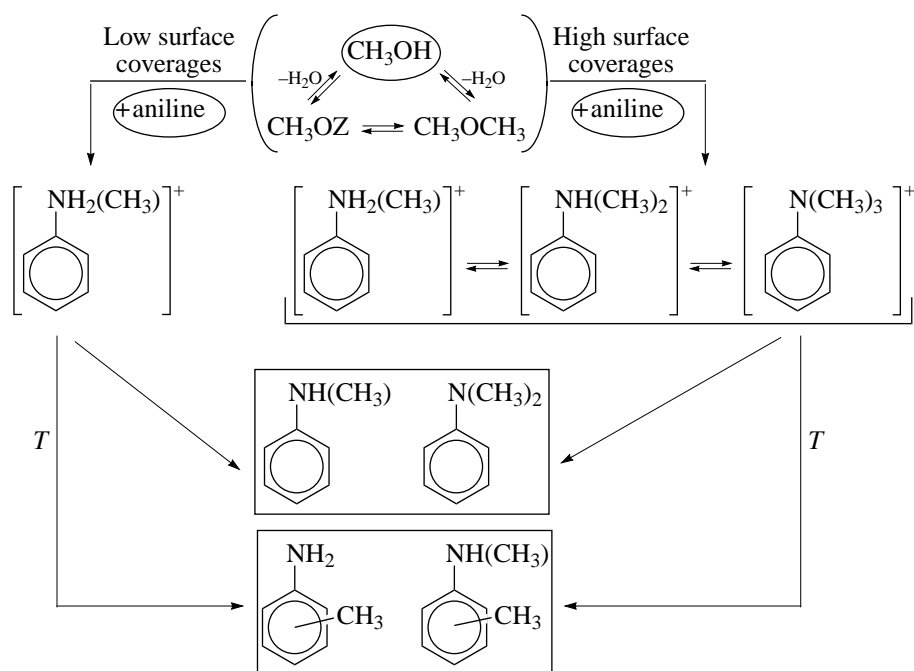 Low surface
coverages
+aniline
CH₃OH
–H₂O
–H₂O
CH₃OZ
CH₃OCH₃
High surface
coverages
+aniline
NH₂(CH₃)
+
NH₂(CH₃)
+
NH(CH₃)₂
+
N(CH₃)₃
+
NH(CH₃)
N(CH₃)₂
T
T
NH₂
CH₃
NH(CH₃)
CH₃